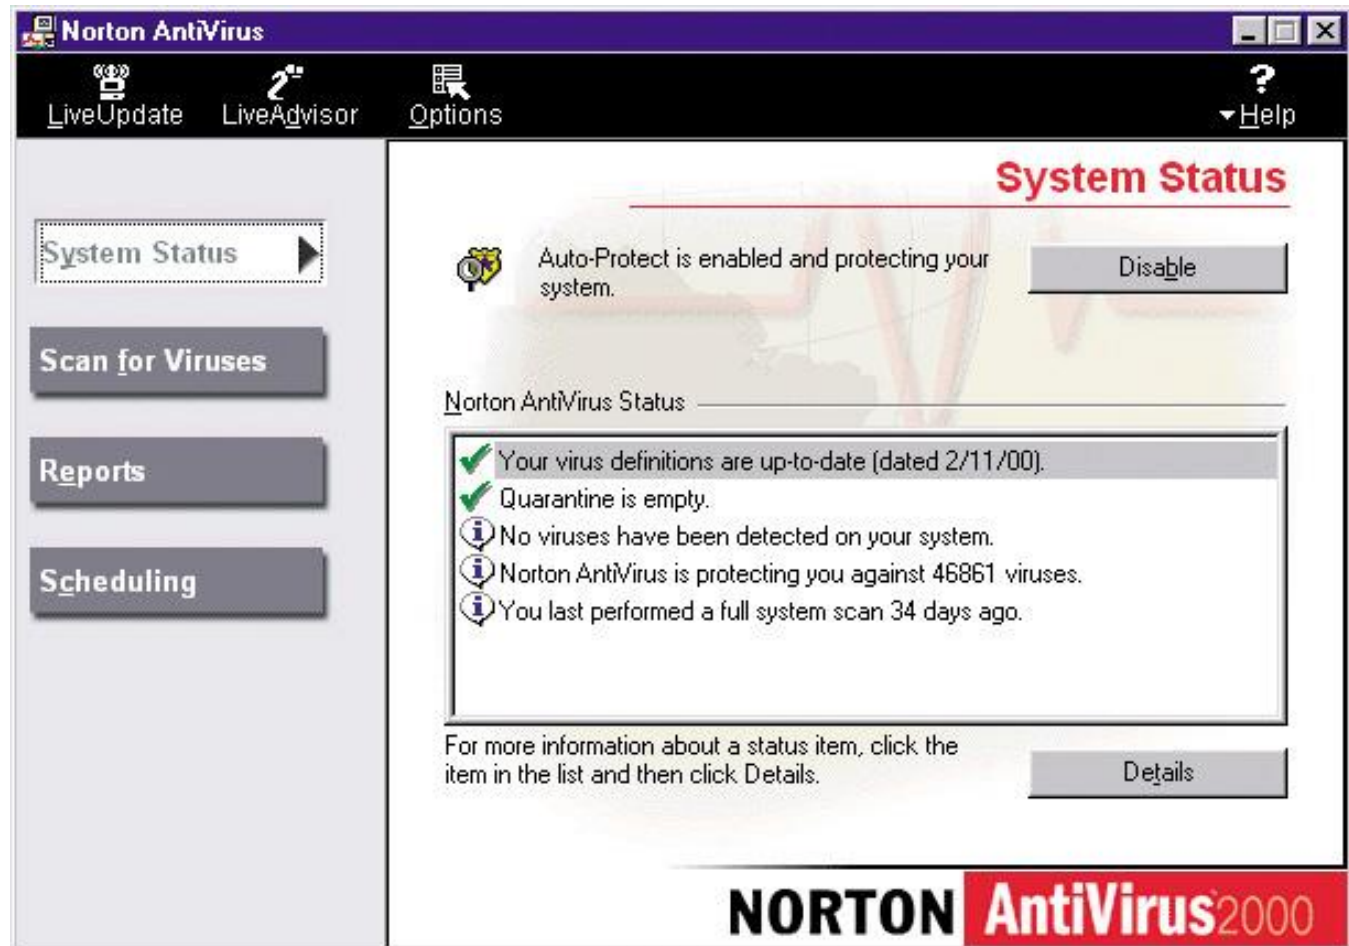 Norton AntiVirus
LiveUpdate LiveAdvisor Options ? Help
System Status
System Status
Auto-Protect is enabled and protecting your
system.
Disable
Scan for Viruses
Norton AntiVirus Status
Your virus definitions are up-to-date (dated 2/11/00).
Reports
Quarantine is empty.
No viruses have been detected on your system.
Norton AntiVirus is protecting you against 46861 viruses.
Scheduling
You last performed a full system scan 34 days ago.
For more information about a status item, click the
item in the list and then click Details.
Details
NORTON AntiVirus 2000